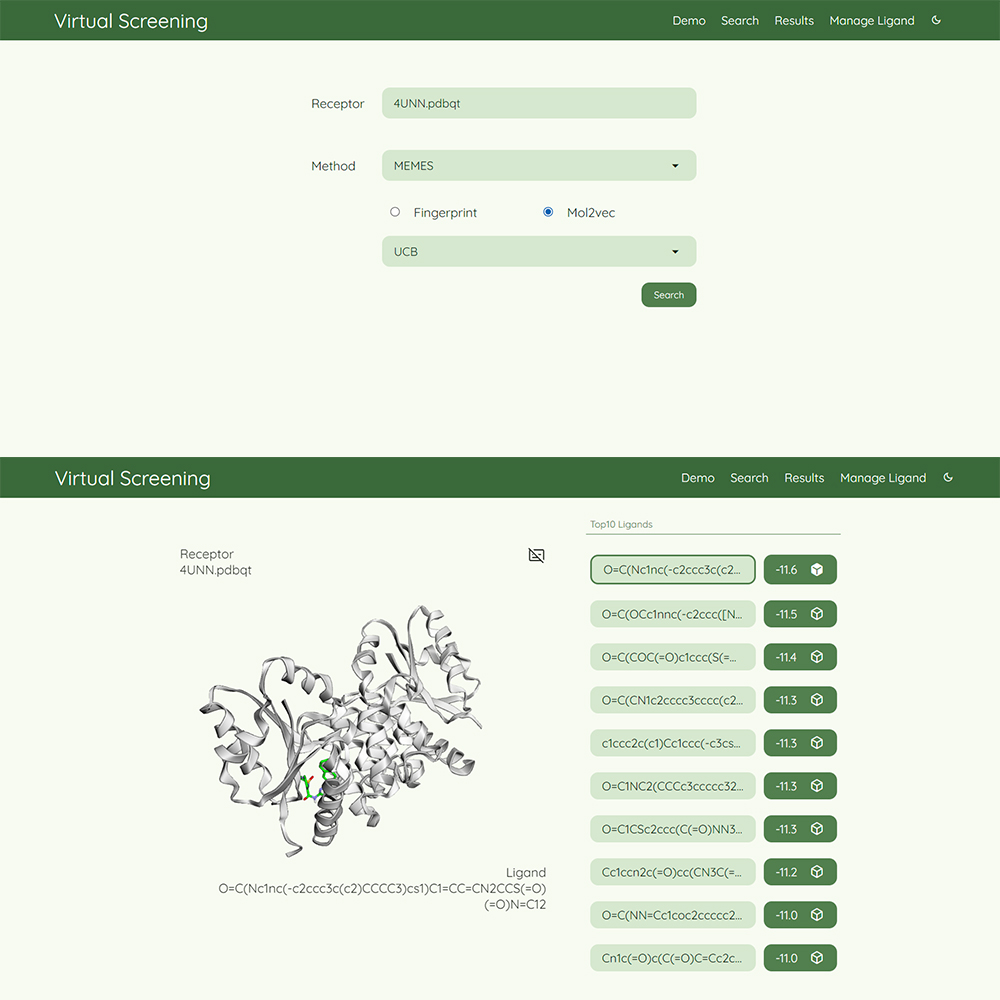 Virtual Screening Demo Search Results Manage Ligand
Receptor 4UNN.pdbqt
Method MEMES
Fingerprint Mol2vec
UCB
Search
Virtual Screening Demo Search Results Manage Ligand
Receptor
4UNN.pdbqt
Ligand
O=C(Nc1nc(-c2ccc3c(c2)CCCC3)cs1)C1=CC=CN2CCS(=O)
(=O)N=C12
Top10 Ligands
O=C(Nc1nc(-c2ccc3c(c2... -11.6
O=C(OCc1nnc(-c2ccc([N... -11.5
O=C(COC(=O)c1ccc(S(=... -11.4
O=C(CN1c2cccc3cccc(c2... -11.3
c1ccc2c(c1)Cc1ccc(-c3cs... -11.3
O=C1NC2(CCCc3ccccc32... -11.3
O=C1CSc2ccc(C(=O)NN3... -11.3
Cc1ccn2c(=O)cc(CN3C(=... -11.2
O=C(NN=Cc1coc2ccccc2... -11.0
Cn1c(=O)c(C(=O)C=Cc2c... -11.0